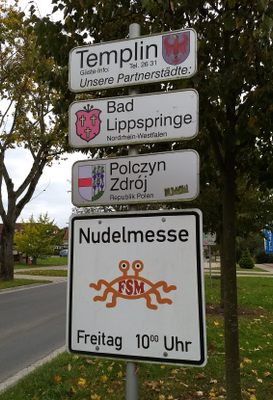 Templin
Gäste-Info: Tel. 26 31
Unsere Partnerstädte:
Bad
Lippspringe
Nordrhein-Westfalen
Polczyn
Zdrój
Republik Polen
Nudelmesse
FSM
Freitag 10⁰⁰ Uhr